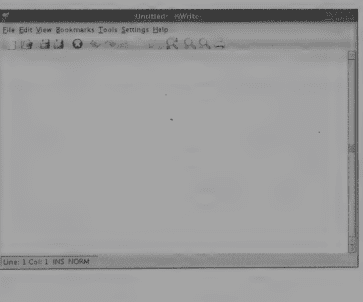 Untitled - KWrite
File Edit View Bookmarks Tools Settings Help
Line: 1 Col: 1 INS NORM